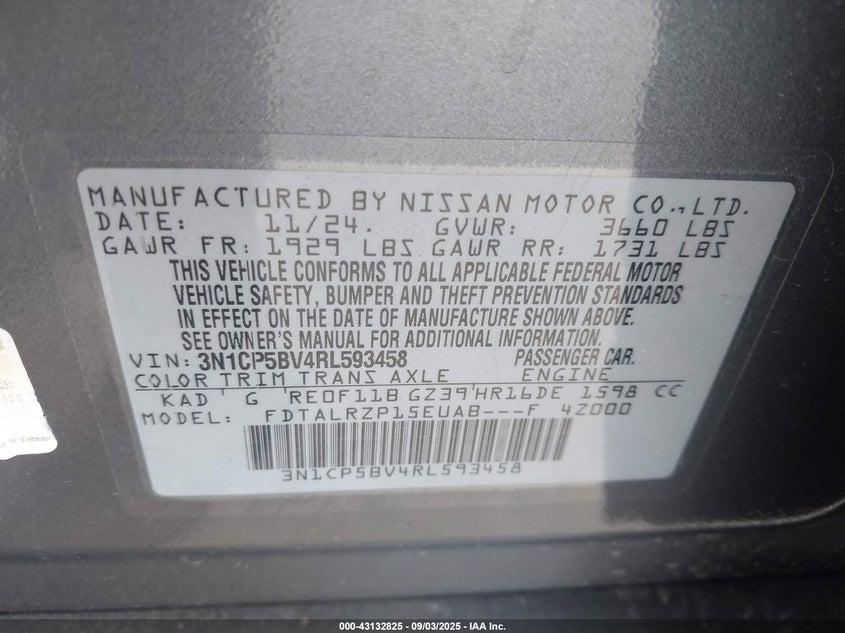 MANUFACTURED BY NISSAN MOTOR CO., LTD.
DATE: 11/24. GVWR: 3660 LBS
GAWR FR: 1929 LBS GAWR RR: 1731 LBS
THIS VEHICLE CONFORMS TO ALL APPLICABLE FEDERAL MOTOR
VEHICLE SAFETY, BUMPER AND THEFT PREVENTION STANDARDS
IN EFFECT ON THE DATE OF MANUFACTURE SHOWN ABOVE.
SEE OWNER'S MANUAL FOR ADDITIONAL INFORMATION.
VIN: 3N1CP5BV4RL593458 PASSENGER CAR.
COLOR TRIM TRANS AXLE ENGINE
KAD G RE0F11B GZ39 HR16DE 1598 CC
MODEL: FDTALRZP15EUAB---F 4Z000
3N1CP5BV4RL593458
in Vietnam
000-43132825 - 09/03/2025 - IAA Inc.